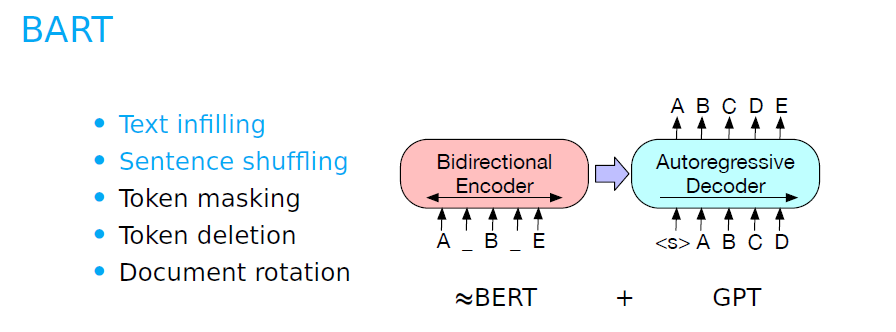 BART
• Text infilling
• Sentence shuffling
• Token masking
• Token deletion
• Document rotation
A B C D E
Bidirectional
Encoder
Autoregressive
Decoder
A _ B _ E
<s> A B C D
≈BERT + GPT